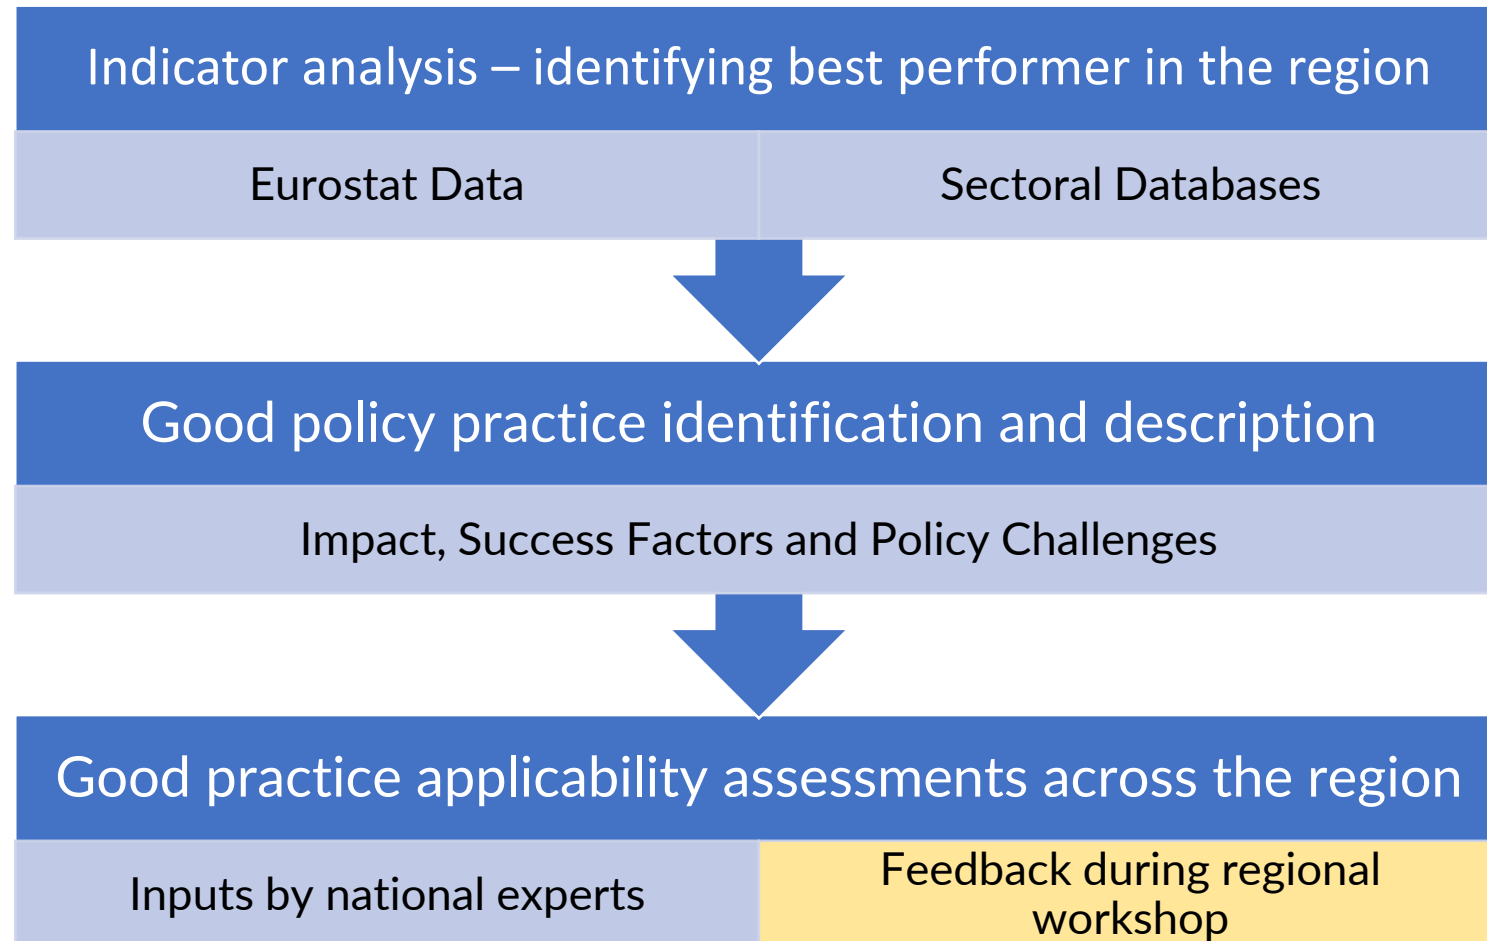 Indicator analysis – identifying best performer in the region
Eurostat Data
Sectoral Databases
Good policy practice identification and description
Impact, Success Factors and Policy Challenges
Good practice applicability assessments across the region
Inputs by national experts
Feedback during regional
workshop